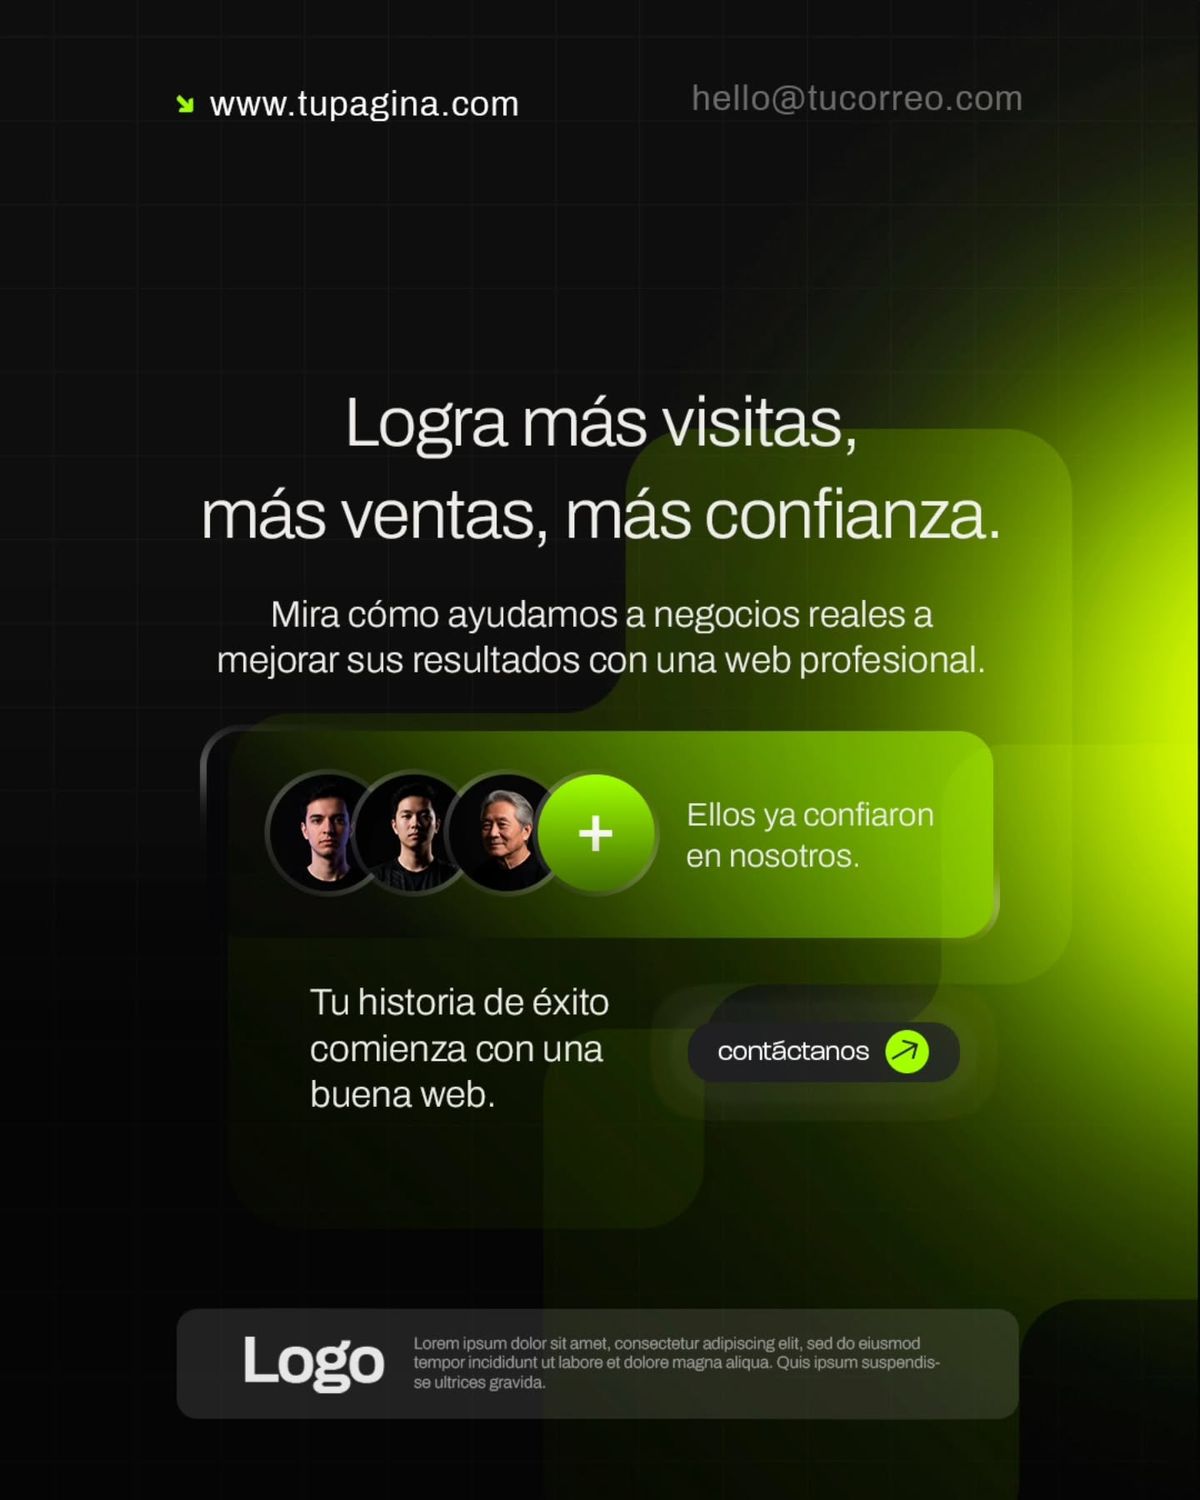 www.tupagina.com
hello@tucorreo.com
Logra más visitas,
más ventas, más confianza.
Mira cómo ayudamos a negocios reales a
mejorar sus resultados con una web profesional.
+
Ellos ya confiaron
en nosotros.
Tu historia de éxito
comienza con una
buena web.
contáctanos
Logo
Lorem ipsum dolor sit amet, consectetur adipiscing elit, sed do eiusmod
tempor incididunt ut labore et dolore magna aliqua. Quis ipsum suspendis-
se ultrices gravida.